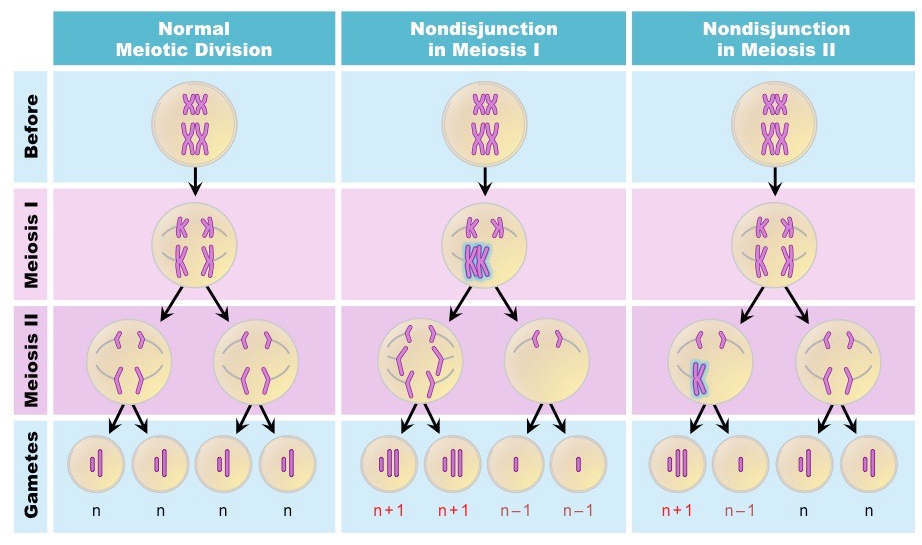 Normal
Meiotic Division
Nondisjunction
in Meiosis I
Nondisjunction
in Meiosis II
Before
Meiosis I
Meiosis II
Gametes
n
n
n
n
n+1
n+1
n−1
n−1
n+1
n−1
n
n